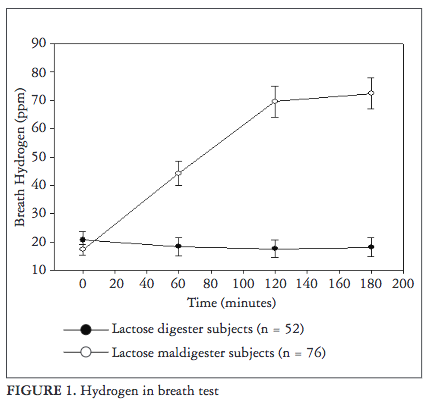 90
80
70
60
50
40
30
20
10
Breath Hydrogen (ppm)
0 20 40 60 80 100 120 140 160 180 200
Time (minutes)
Lactose digester subjects (n = 52)
Lactose maldigester subjects (n = 76)
FIGURE 1. Hydrogen in breath test